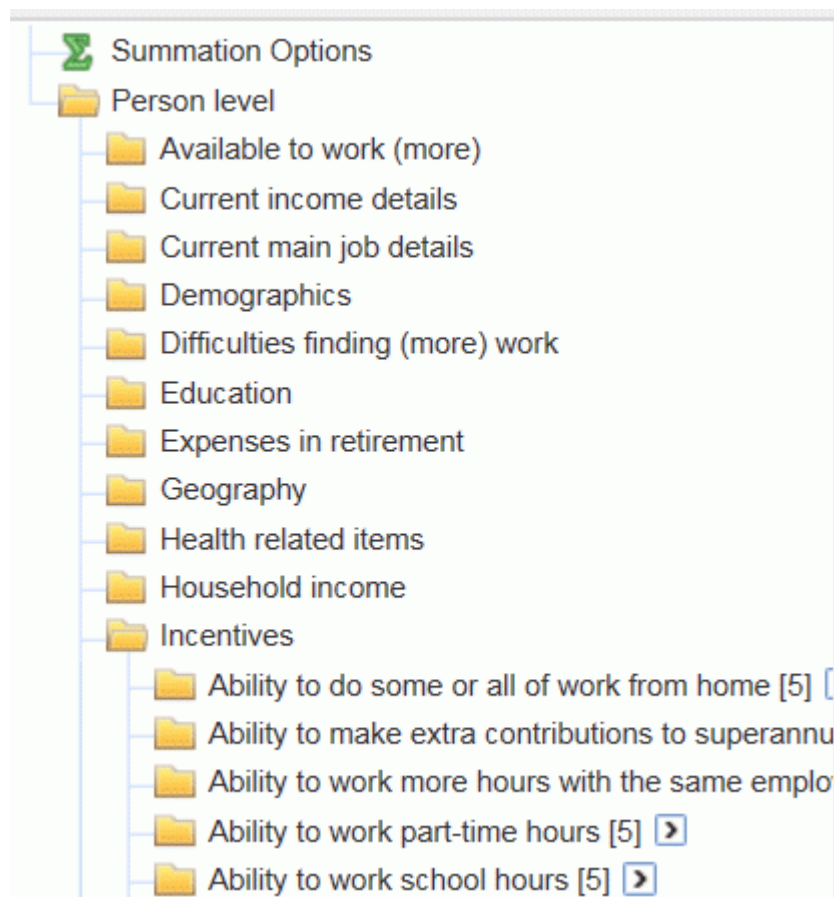 Summation Options
Person level
Available to work (more)
Current income details
Current main job details
Demographics
Difficulties finding (more) work
Education
Expenses in retirement
Geography
Health related items
Household income
Incentives
Ability to do some or all of work from home [5]
Ability to make extra contributions to superannu
Ability to work more hours with the same emplo
Ability to work part-time hours [5]
Ability to work school hours [5]